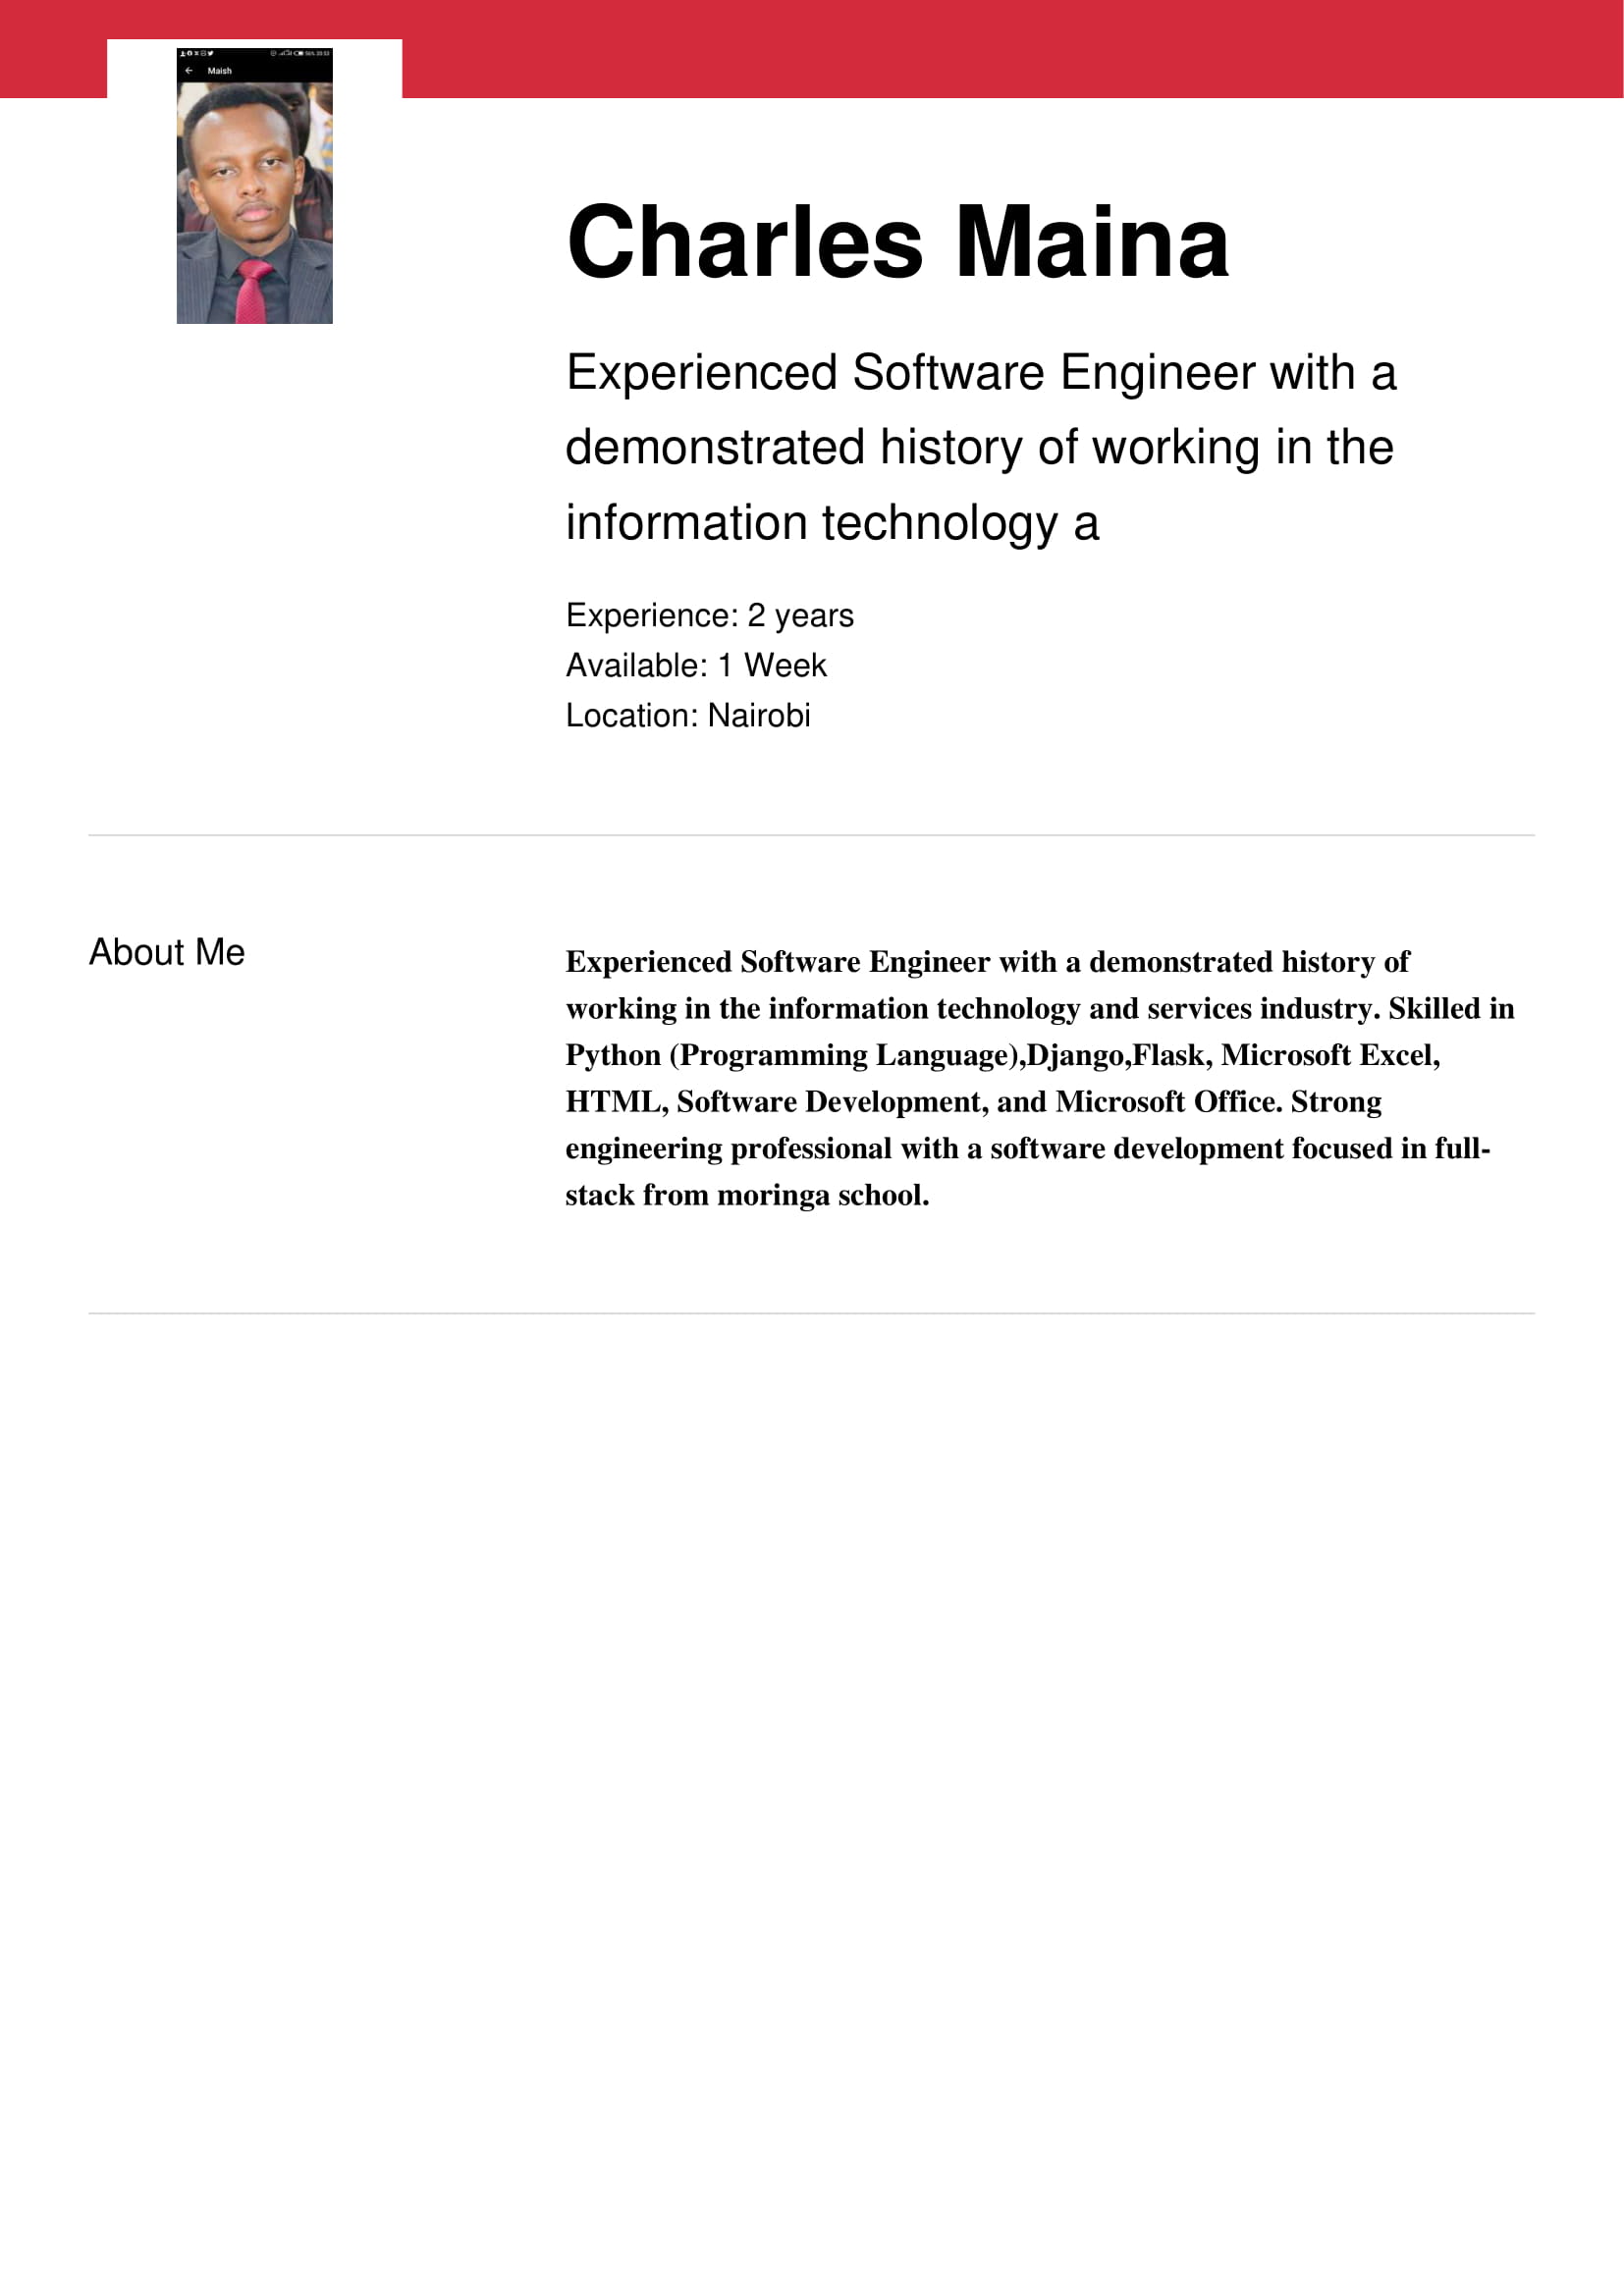 Maish
Charles Maina
Experienced Software Engineer with a
demonstrated history of working in the
information technology a
Experience: 2 years
Available: 1 Week
Location: Nairobi
About Me
Experienced Software Engineer with a demonstrated history of
working in the information technology and services industry. Skilled in
Python (Programming Language),Django,Flask, Microsoft Excel,
HTML, Software Development, and Microsoft Office. Strong
engineering professional with a software development focused in full-
stack from moringa school.